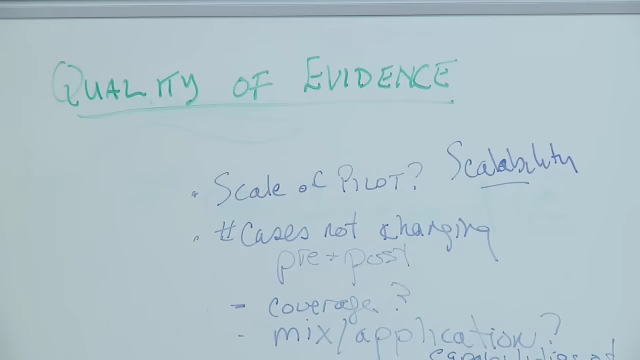 QUALITY OF EVIDENCE
• Scale of PILOT? Scalability
• #Cases not changing
pre + post
- coverage?
- mix/application?